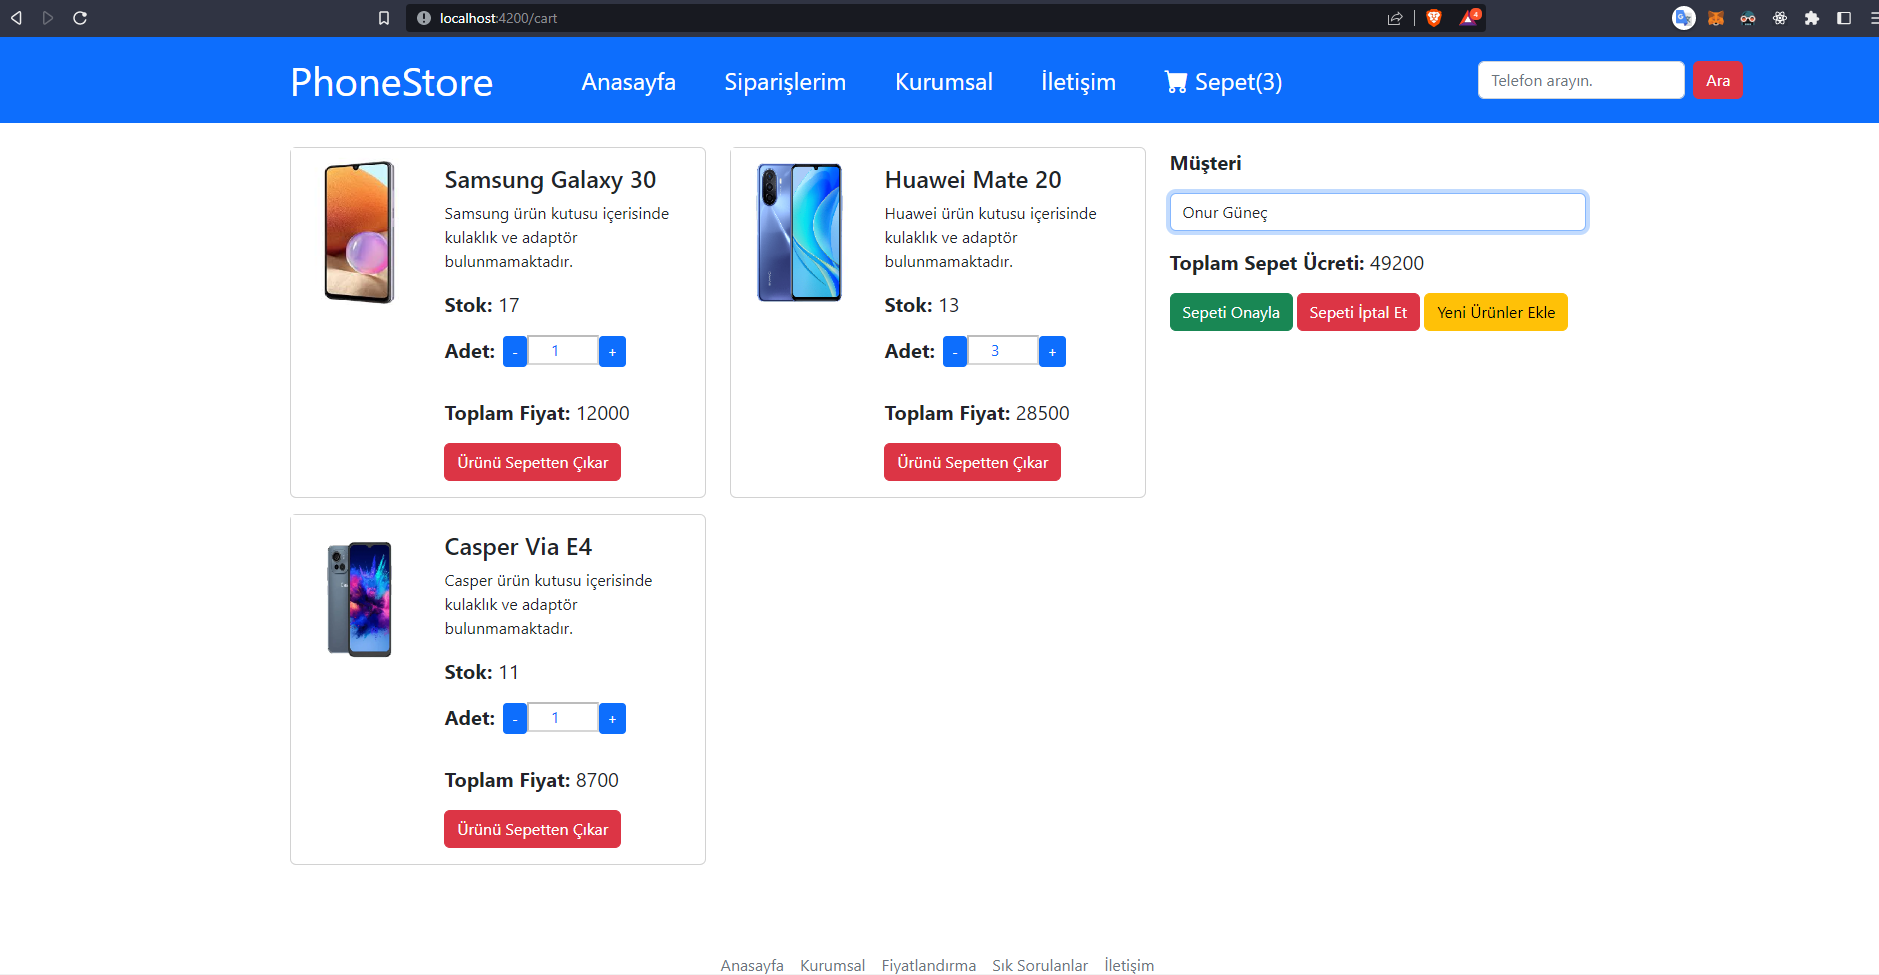 localhost:4200/cart
4
PhoneStore
Anasayfa
Siparişlerim
Kurumsal
İletişim
Sepet(3)
Telefon arayın.
Ara
Samsung Galaxy 30
Samsung ürün kutusu içerisinde
kulaklık ve adaptör
bulunmamaktadır.
Stok: 17
Adet: - 1 +
Toplam Fiyat: 12000
Ürünü Sepetten Çıkar
Huawei Mate 20
Huawei ürün kutusu içerisinde
kulaklık ve adaptör
bulunmamaktadır.
Stok: 13
Adet: - 3 +
Toplam Fiyat: 28500
Ürünü Sepetten Çıkar
Müşteri
Onur Güneç
Toplam Sepet Ücreti: 49200
Sepeti Onayla
Sepeti İptal Et
Yeni Ürünler Ekle
Casper Via E4
Casper ürün kutusu içerisinde
kulaklık ve adaptör
bulunmamaktadır.
Stok: 11
Adet: - 1 +
Toplam Fiyat: 8700
Ürünü Sepetten Çıkar
Anasayfa
Kurumsal
Fiyatlandırma
Sık Sorulanlar
İletişim